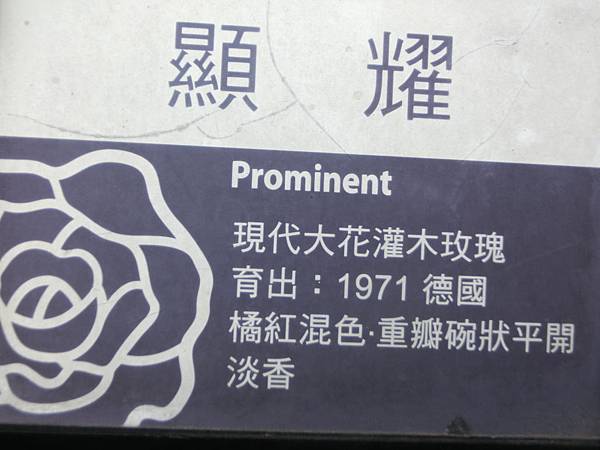 顯耀
Prominent
現代大花灌木玫瑰
育出：1971 德國
橘紅混色·重瓣碗狀平開
淡香